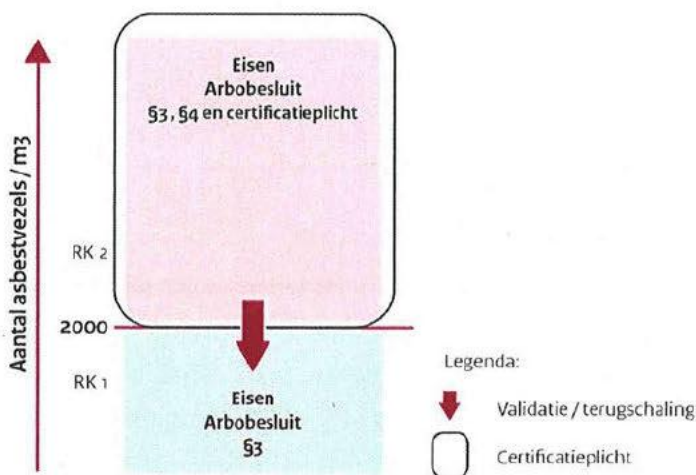 Aantal asbestvezels / m3
Eisen
Arbobesluit
§3, §4 en certificatieplicht
RK 2
2000
RK 1
Eisen
Arbobesluit
§3
Legenda:
Validatie / terugschaling
Certificatieplicht